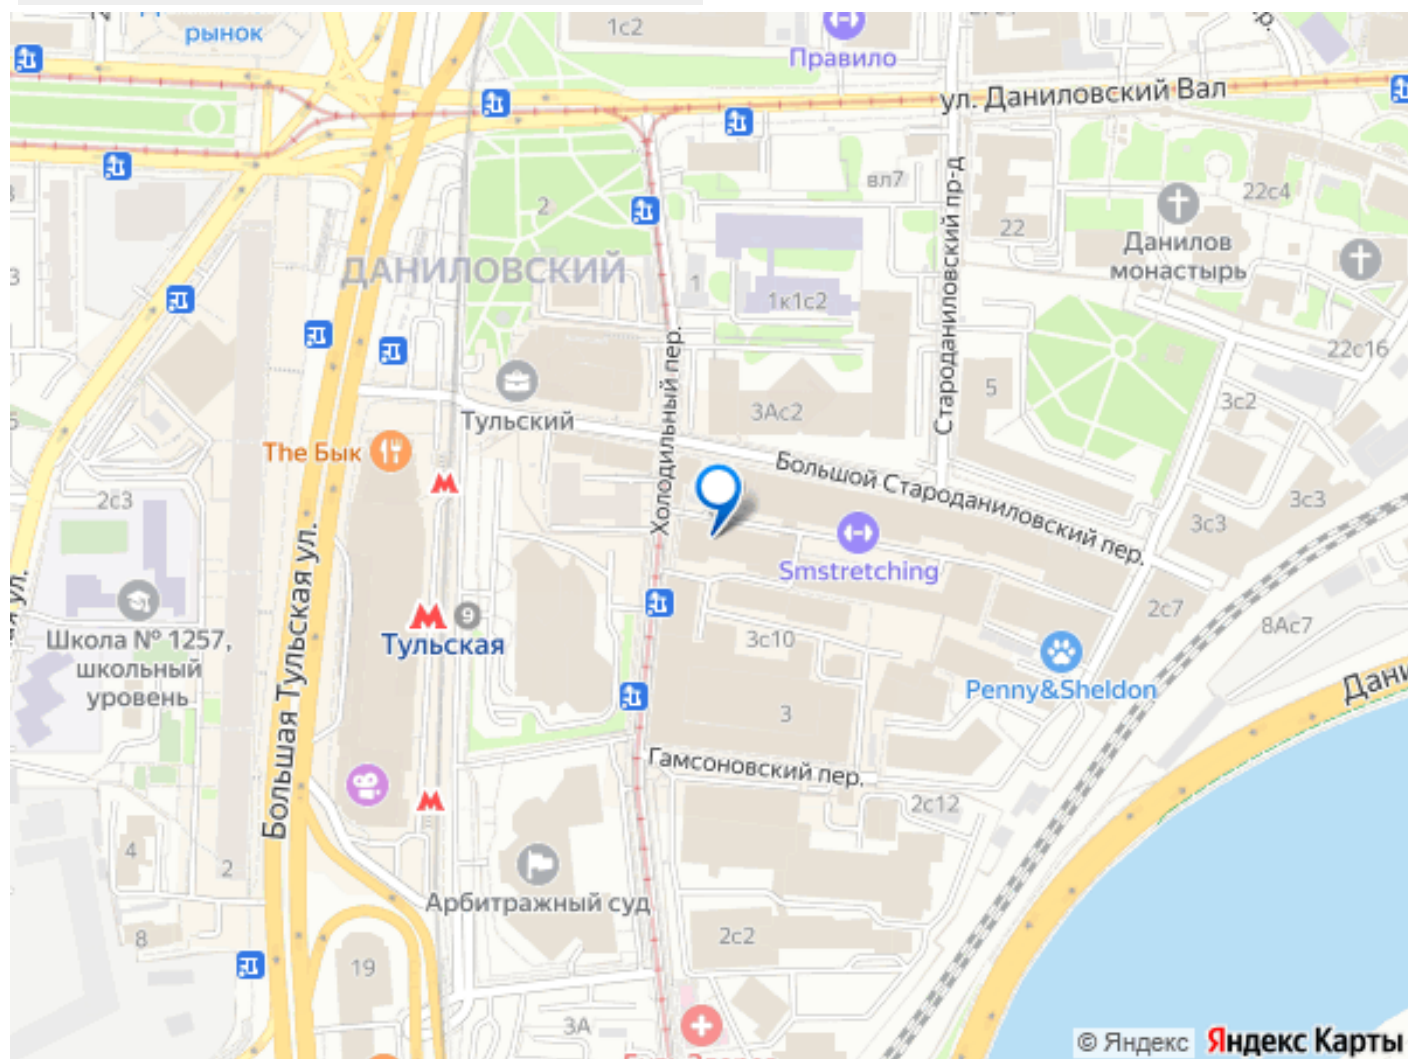 рынок
1с2
Правило
ул. Даниловский Вал
вл7
Староданиловский пр-д
22с4
2
22
Данилов
монастырь
ДАНИЛОВСКИЙ
1
1к1с2
Холодильный пер.
22с16
5
3с2
Тульский
3Ас2
The Бык
Большой Староданиловский пер.
2с3
3с3
3с3
Smstretching
Большая Тульская ул.
Школа № 1257,
школьный
уровень
9
Тульская
2с7
8Ас7
3с10
Penny&Sheldon
3
Гамсоновский пер.
2с12
4
2
Арбитражный суд
8
2с2
19
3А
© Яндекс
Яндекс Карты